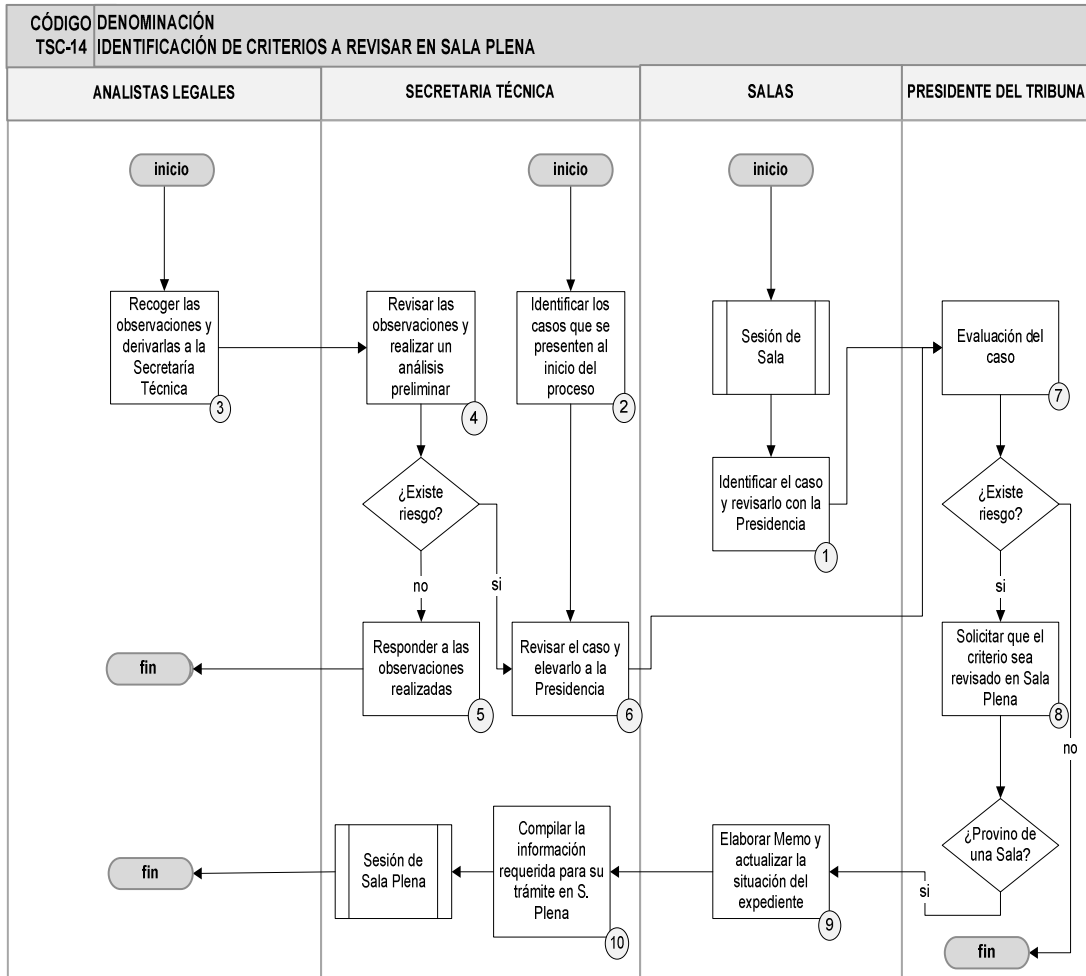 CÓDIGO
TSC-14
DENOMINACIÓN
IDENTIFICACIÓN DE CRITERIOS A REVISAR EN SALA PLENA
ANALISTAS LEGALES
SECRETARIA TÉCNICA
SALAS
PRESIDENTE DEL TRIBUNA
inicio
inicio
inicio
Recoger las
observaciones y
derivarlas a la
Secretaría
Técnica
3
Revisar las
observaciones y
realizar un
análisis
preliminar
4
Identificar los
casos que se
presenten al
inicio del
proceso
2
Sesión de
Sala
Evaluación del
caso
7
Identificar el caso
y revisarlo con la
Presidencia
1
¿Existe
riesgo?
¿Existe
riesgo?
no
si
si
no
fin
Responder a las
observaciones
realizadas
5
Revisar el caso y
elevarlo a la
Presidencia
6
Solicitar que el
criterio sea
revisado en Sala
Plena
8
¿Provino de
una Sala?
si
fin
Sesión de
Sala Plena
Compilar la
información
requerida para su
trámite en S.
Plena
10
Elaborar Memo y
actualizar la
situación del
expediente
9
fin